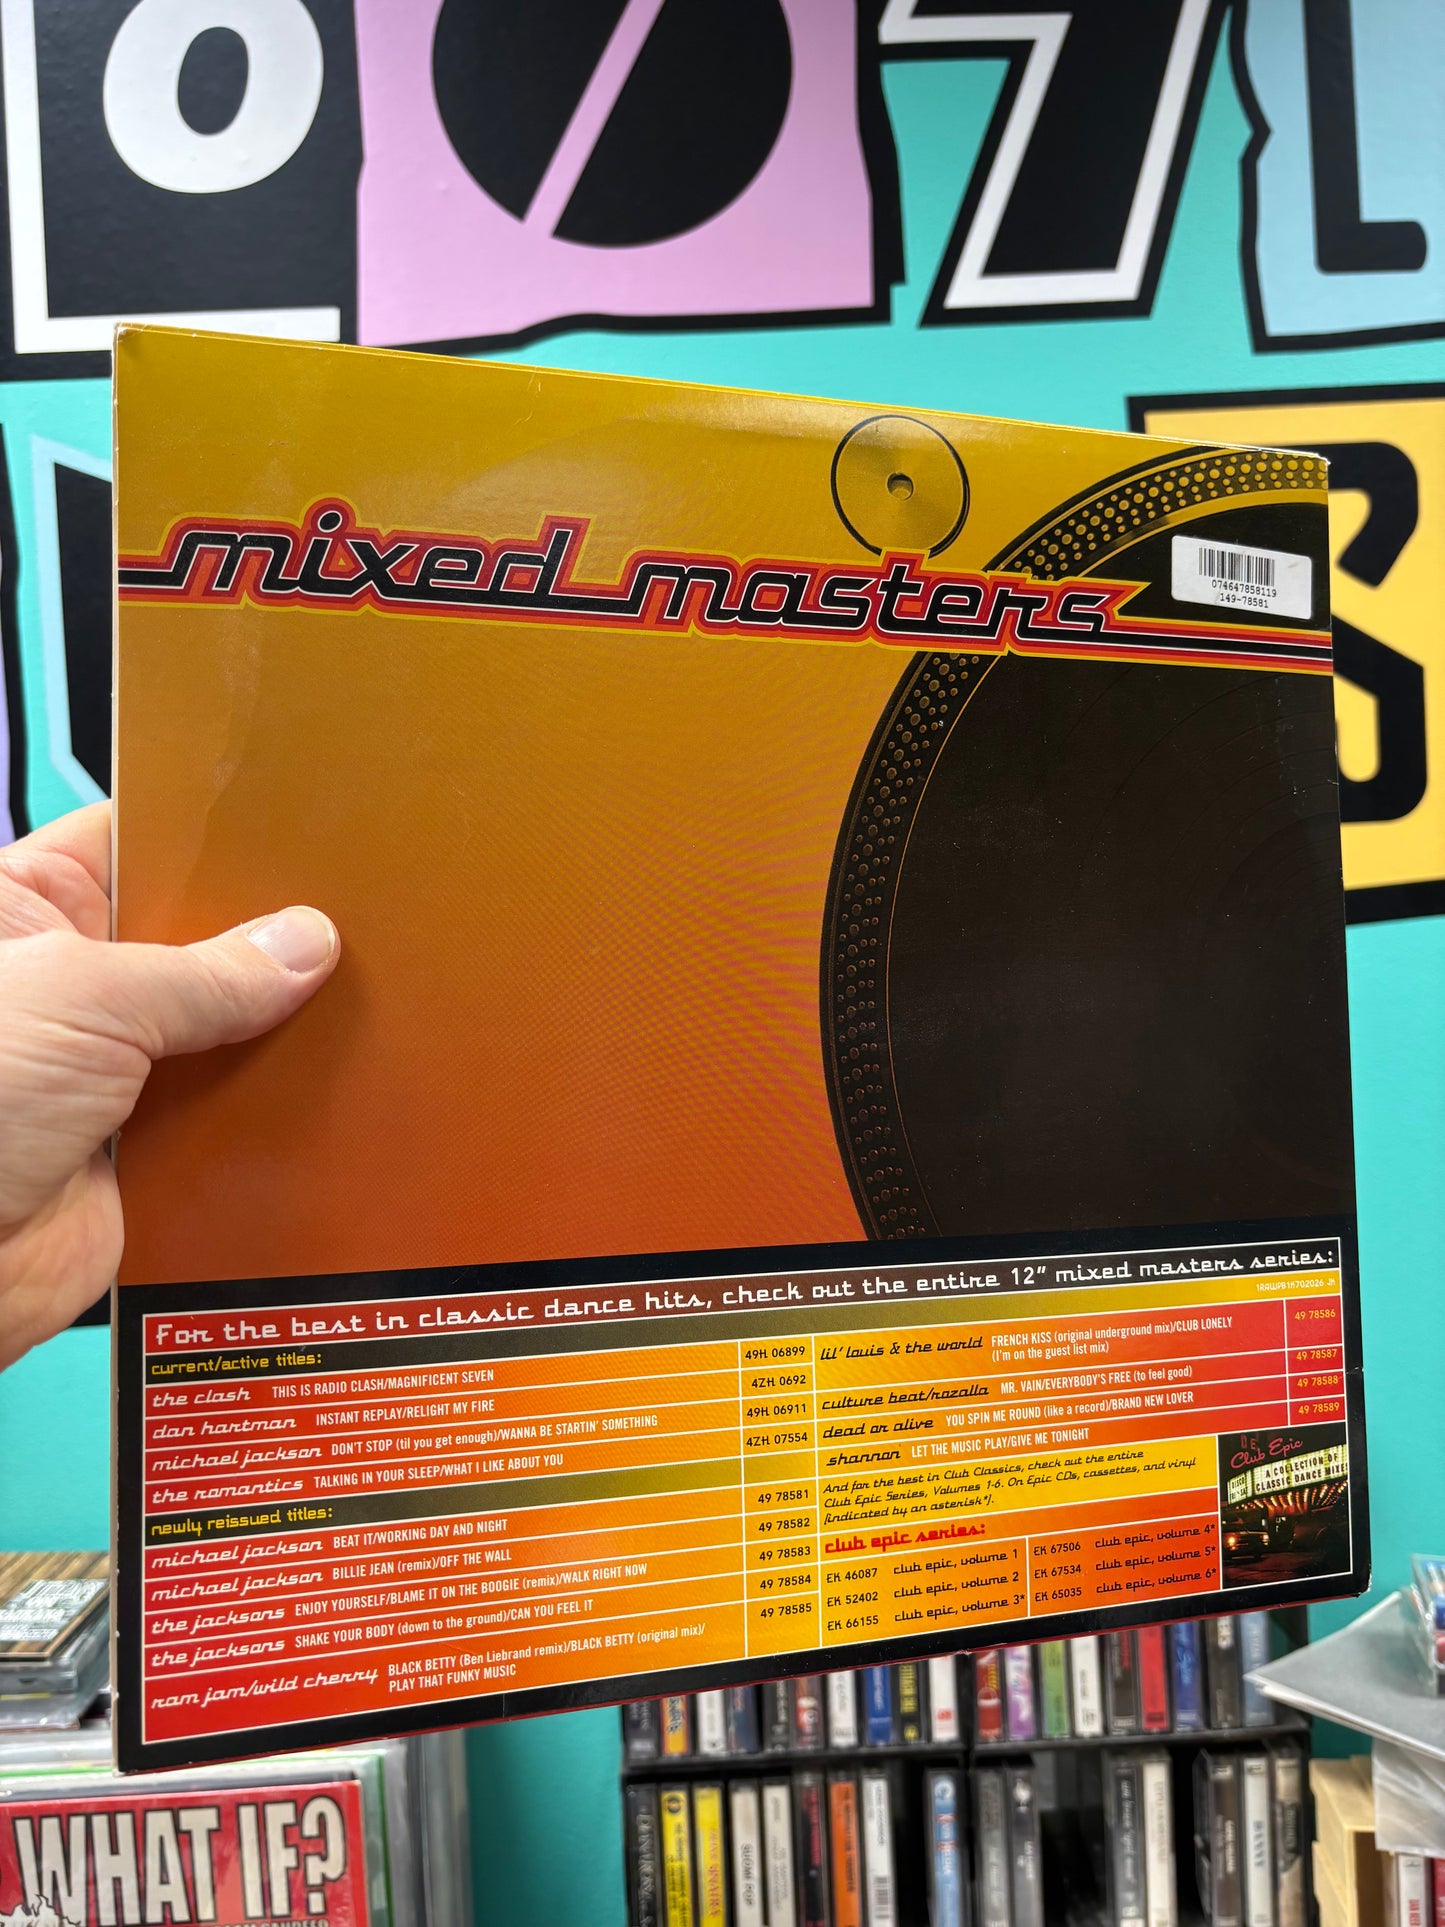 mixed masters
074647858119
149-78581
For the best in classic dance hits, check out the entire 12" mixed masters series:
1RAWPB1M702026 JM
current/active titles:
the clash THIS IS RADIO CLASH/MAGNIFICENT SEVEN 49H 06899
dan hartman INSTANT REPLAY/RELIGHT MY FIRE 4ZH 0692
michael jackson DON'T STOP (til you get enough)/WANNA BE STARTIN' SOMETHING 49H 06911
the romantics TALKING IN YOUR SLEEP/WHAT I LIKE ABOUT YOU 4ZH 07554
newly reissued titles:
michael jackson BEAT IT/WORKING DAY AND NIGHT 49 78581
michael jackson BILLIE JEAN (remix)/OFF THE WALL 49 78582
the jacksons ENJOY YOURSELF/BLAME IT ON THE BOOGIE (remix)/WALK RIGHT NOW 49 78583
the jacksons SHAKE YOUR BODY (down to the ground)/CAN YOU FEEL IT 49 78584
ram jam/wild cherry BLACK BETTY (Ben Liebrand remix)/BLACK BETTY (original mix)/ 49 78585
PLAY THAT FUNKY MUSIC
lil' louis & the world FRENCH KISS (original underground mix)/CLUB LONELY 49 78586
(I'm on the guest list mix)
culture beat/rozalla MR. VAIN/EVERYBODY'S FREE (to feel good) 49 78587
dead or alive YOU SPIN ME ROUND (like a record)/BRAND NEW LOVER 49 78588
shannon LET THE MUSIC PLAY/GIVE ME TONIGHT 49 78589
And for the best in Club Classics, check out the entire
Club Epic Series, Volumes 1-6. On Epic CDs, cassettes, and vinyl
[indicated by an asterisk*].
club epic series:
EK 46087 club epic, volume 1
EK 52402 club epic, volume 2
EK 66155 club epic, volume 3*
EK 67506 club epic, volume 4*
EK 67534 club epic, volume 5*
EK 65035 club epic, volume 6*
Club Epic
A COLLECTION OF
CLASSIC DANCE MIXES
WHAT IF?